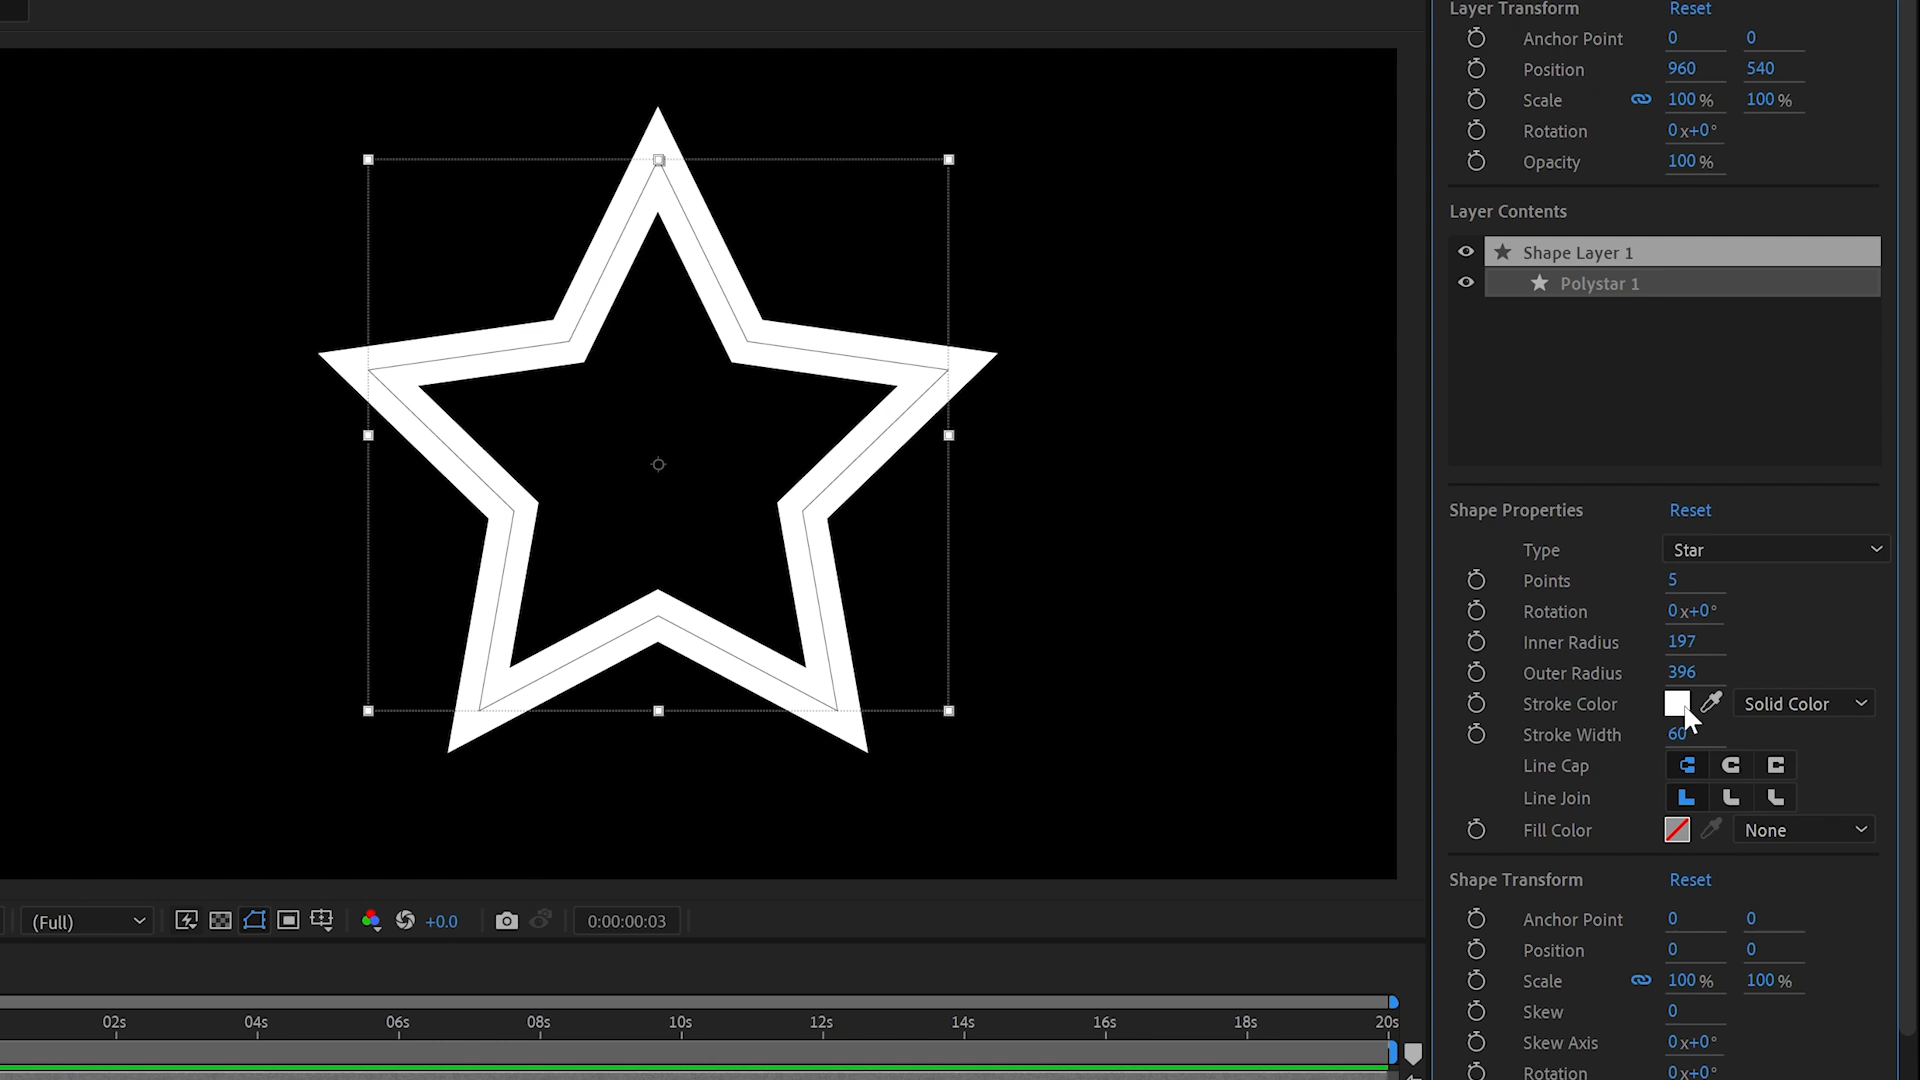 Layer Transform Reset
Anchor Point 0 0
Position 960 540
Scale 100 % 100 %
Rotation 0x+0°
Opacity 100 %
Layer Contents
Shape Layer 1
Polystar 1
Shape Properties Reset
Type Star
Points 5
Rotation 0x+0°
Inner Radius 197
Outer Radius 396
Stroke Color Solid Color
Stroke Width 60
Line Cap
Line Join
Fill Color None
Shape Transform Reset
Anchor Point 0 0
Position 0 0
Scale 100 % 100 %
Skew 0
Skew Axis 0x+0°
Rotation 0x+0°
(Full) +0.0 0:00:00:03
02s 04s 06s 08s 10s 12s 14s 16s 18s 20s